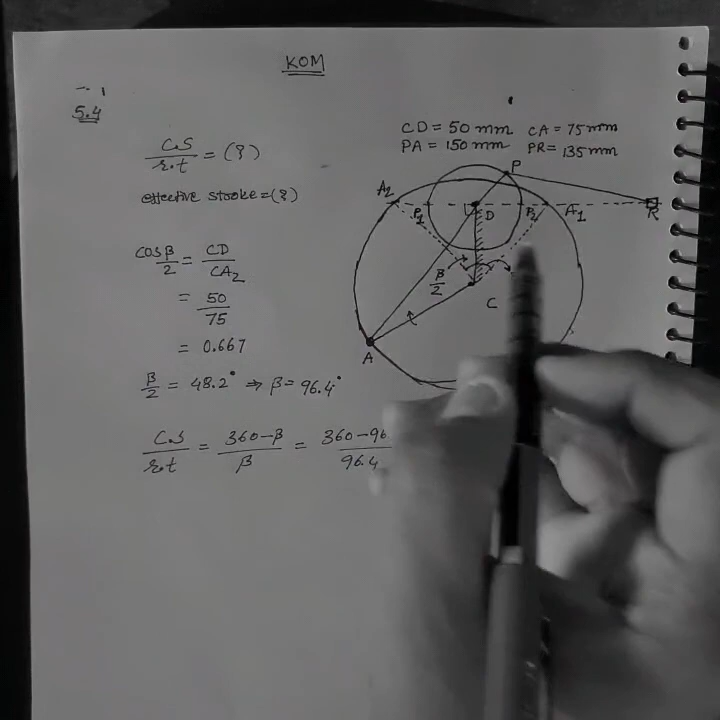 KOM
5.4
C.S / r.t = (?)
effective stroke = (?)
CD = 50 mm CA = 75 mm
PA = 150 mm PR = 135 mm
P
A2 P1 D P2 A1 R
cos β/2 = CD / CA2
= 50 / 75
= 0.667
β/2 C
A
β/2 = 48.2° ⇒ β = 96.4°
C.S / r.t = 360-β / β = 360-96 / 96.4